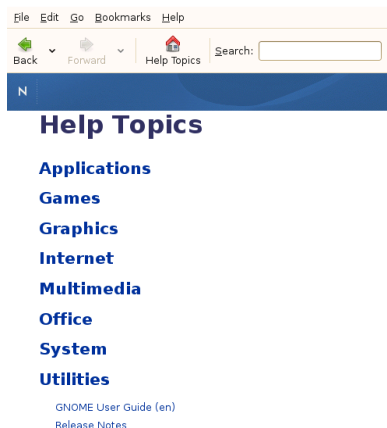 File Edit Go Bookmarks Help
Back Forward Help Topics Search:
N
Help Topics
Applications
Games
Graphics
Internet
Multimedia
Office
System
Utilities
GNOME User Guide (en)
Release Notes